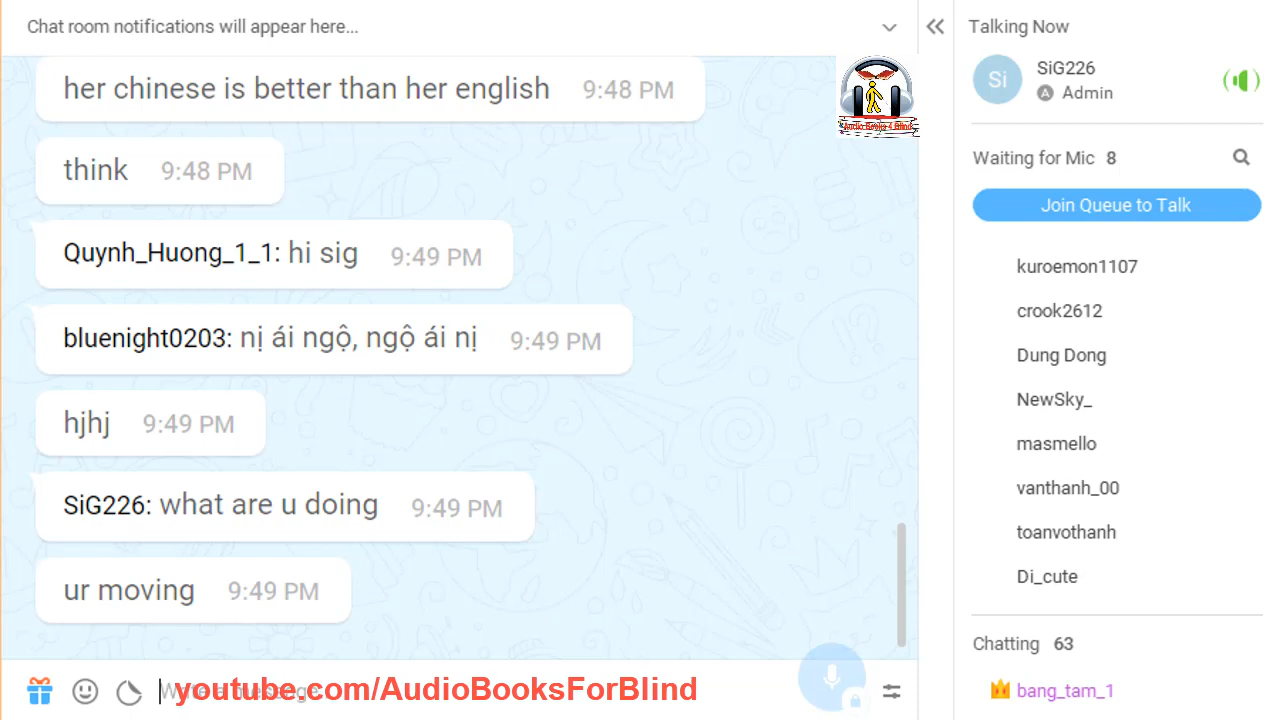 Chat room notifications will appear here...
her chinese is better than her english 9:48 PM
think 9:48 PM
Quynh_Huong_1_1: hi sig 9:49 PM
bluenight0203: nị ái ngộ, ngộ ái nị 9:49 PM
hjhj 9:49 PM
SiG226: what are u doing 9:49 PM
ur moving 9:49 PM
youtube.com/AudioBooksForBlind
Talking Now
Si
SiG226
A Admin
Waiting for Mic 8
Join Queue to Talk
kuroemon1107
crook2612
Dung Dong
NewSky_
masmello
vanthanh_00
toanvothanh
Di_cute
Chatting 63
bang_tam_1